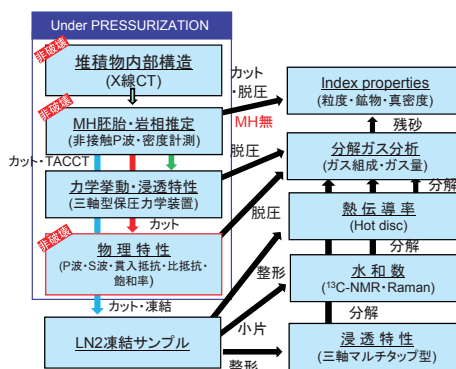 Under PRESSURIZATION
非破壊
堆積物内部構造
(X線CT)
非破壊
MH胚胎・岩相推定
(非接触P波・密度計測)
カット・TACCT
力学挙動・浸透特性
(三軸型保圧力学装置)
カット
非破壊
物理特性
(P波・S波・貫入抵抗・比抵抗・
飽和率)
カット・凍結
LN2凍結サンプル
カット
・脱圧
MH無
脱圧
脱圧
整形
小片
整形
Index properties
(粒度・鉱物・真密度)
残砂
分解ガス分析
(ガス組成・ガス量)
分解
熱伝導率
(Hot disc)
分解
水和数
(¹³C-NMR・Raman)
分解
浸透特性
(三軸マルチタップ型)